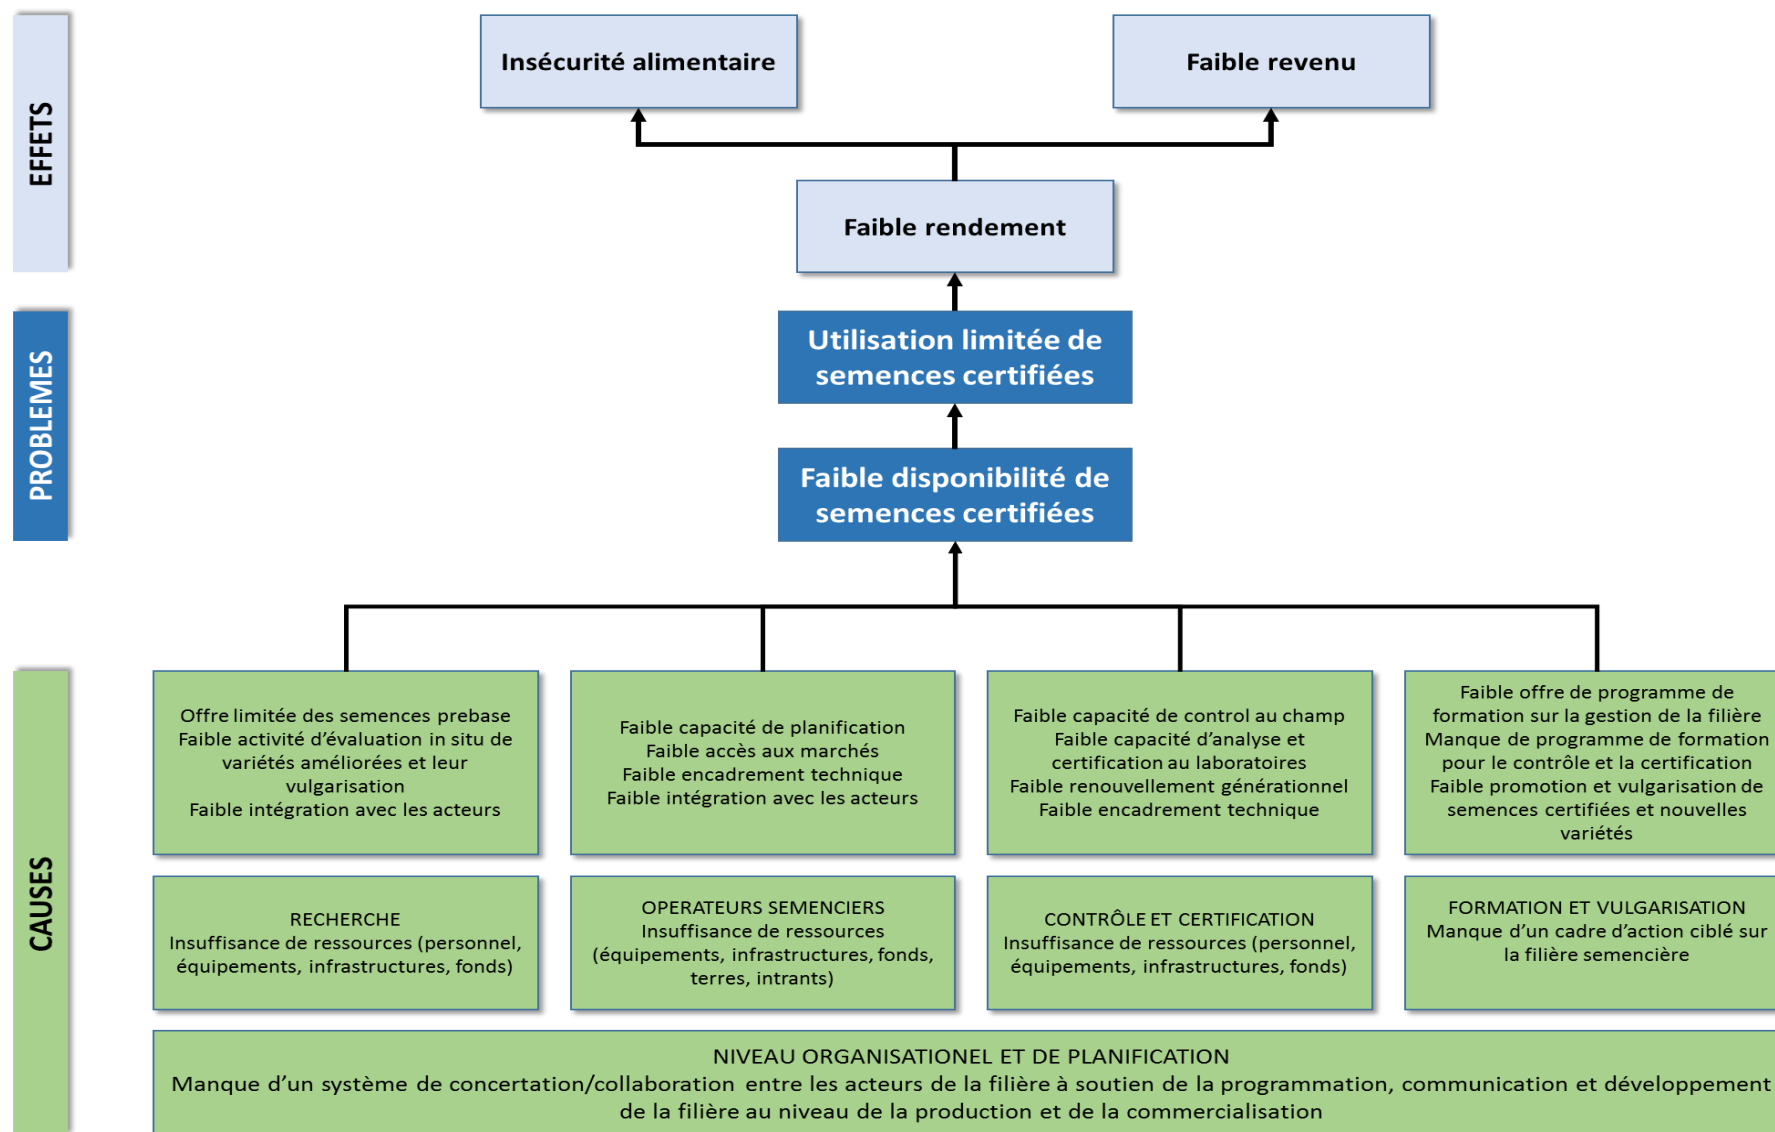 EFFETS
Insécurité alimentaire
Faible revenu
Faible rendement
PROBLEMES
Utilisation limitée de
semences certifiées
Faible disponibilité de
semences certifiées
CAUSES
Offre limitée des semences prebase
Faible activité d’évaluation in situ de
variétés améliorées et leur
vulgarisation
Faible intégration avec les acteurs
Faible capacité de planification
Faible accès aux marchés
Faible encadrement technique
Faible intégration avec les acteurs
Faible capacité de control au champ
Faible capacité d’analyse et
certification au laboratoires
Faible renouvellement générationnel
Faible encadrement technique
Faible offre de programme de
formation sur la gestion de la filière
Manque de programme de formation
pour le contrôle et la certification
Faible promotion et vulgarisation de
semences certifiées et nouvelles
variétés
RECHERCHE
Insuffisance de ressources (personnel,
équipements, infrastructures, fonds)
OPERATEURS SEMENCIERS
Insuffisance de ressources
(équipements, infrastructures, fonds,
terres, intrants)
CONTRÔLE ET CERTIFICATION
Insuffisance de ressources (personnel,
équipements, infrastructures, fonds)
FORMATION ET VULGARISATION
Manque d’un cadre d’action ciblé sur
la filière semencière
NIVEAU ORGANISATIONEL ET DE PLANIFICATION
Manque d’un système de concertation/collaboration entre les acteurs de la filière à soutien de la programmation, communication et développement
de la filière au niveau de la production et de la commercialisation